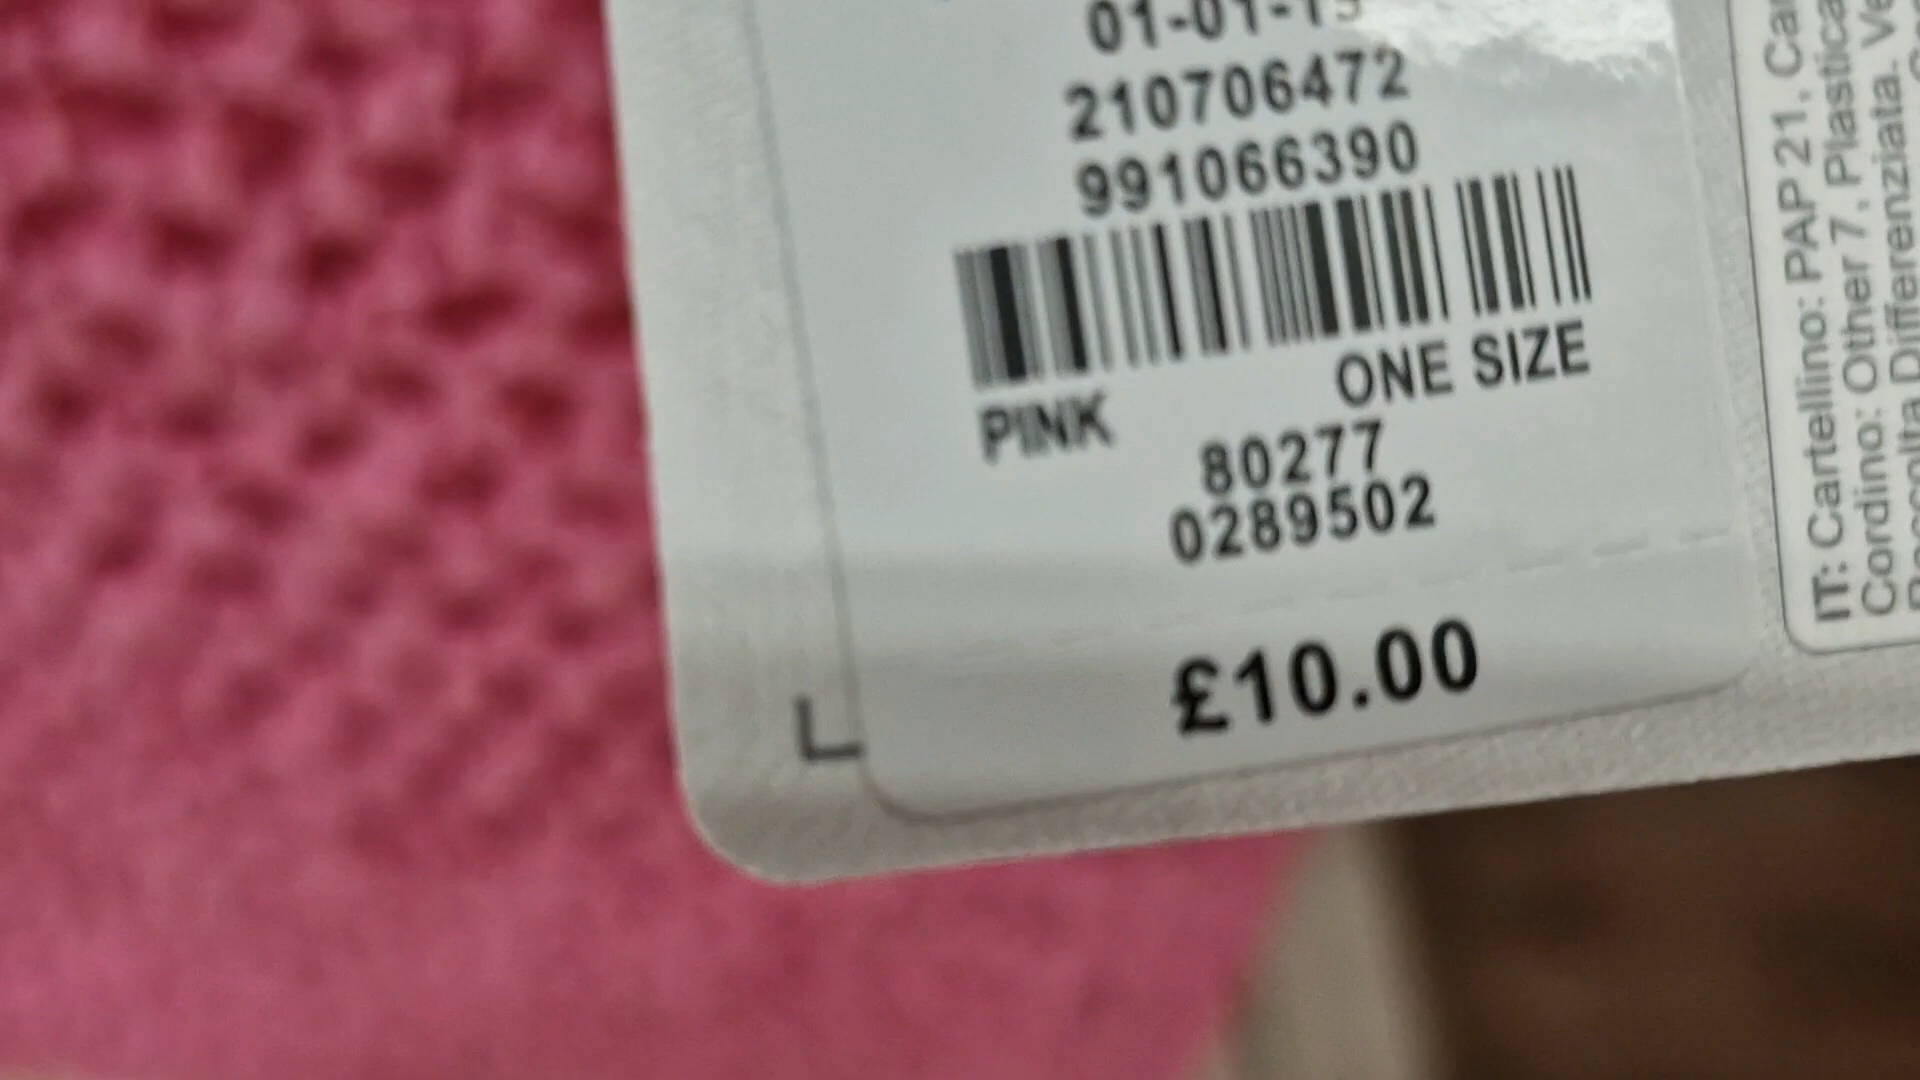 01-01-15
210706472
991066390
PINK
ONE SIZE
80277
0289502
£10.00
IT: Cartellino: PAP 21, Car
Cordino: Other 7, Plastica
Raccolta Differenziata. Ve